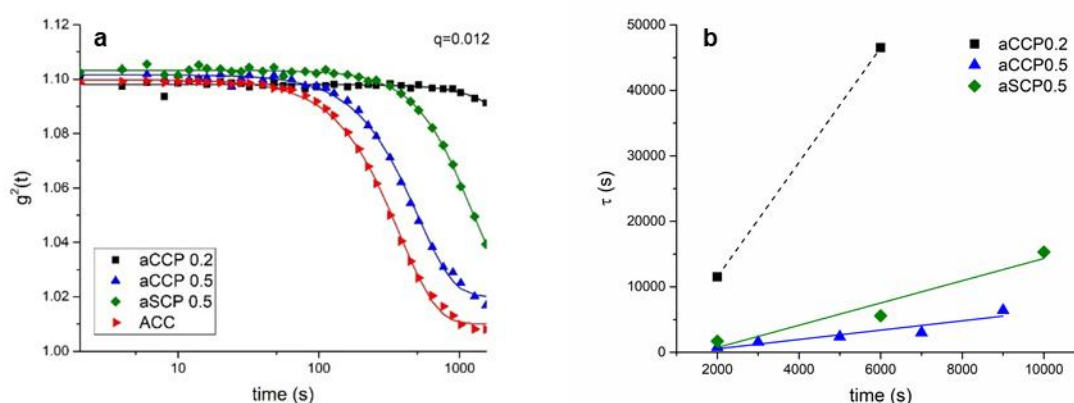 a
q=0.012
1.12
1.10
1.08
1.06
1.04
1.02
1.00
g²(t)
aCCP 0.2
aCCP 0.5
aSCP 0.5
ACC
10
100
1000
time (s)
b
aCCP0.2
aCCP0.5
aSCP0.5
50000
40000
30000
20000
10000
0
τ (s)
2000
4000
6000
8000
10000
time (s)